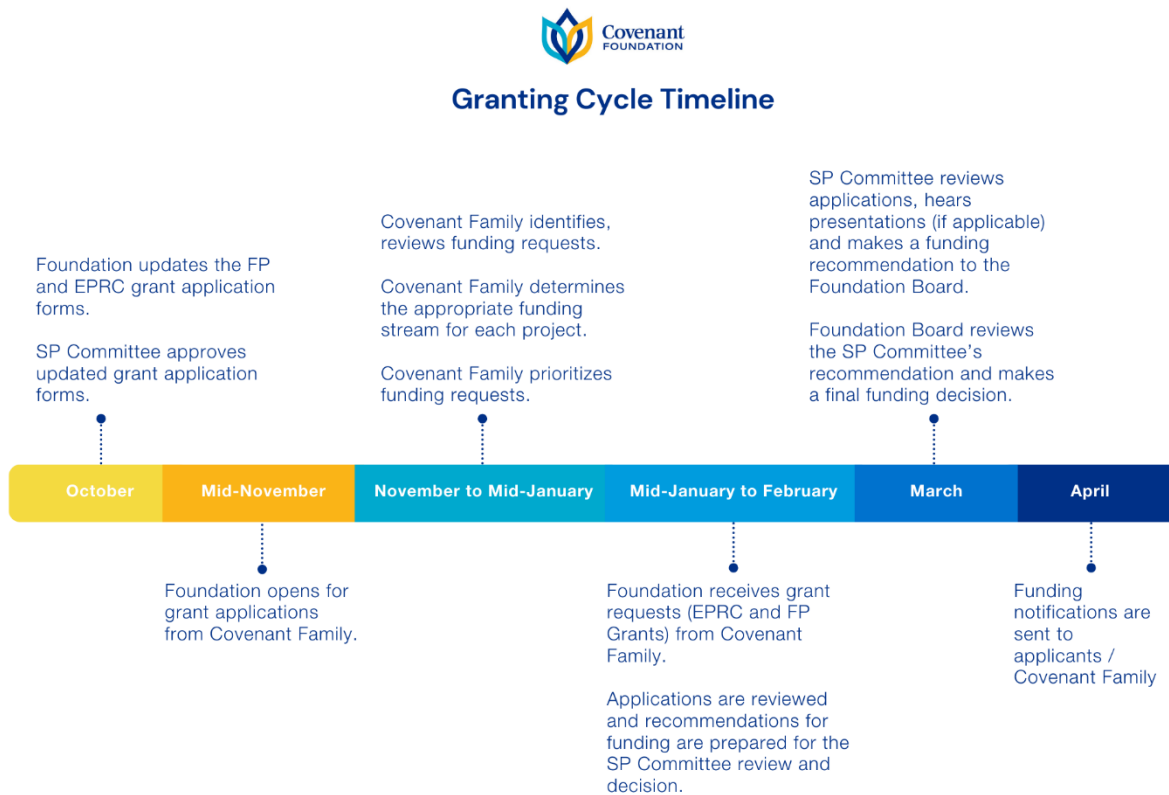 Covenant
FOUNDATION
Granting Cycle Timeline
Foundation updates the FP
and EPRC grant application
forms.
SP Committee approves
updated grant application
forms.
Covenant Family identifies,
reviews funding requests.
Covenant Family determines
the appropriate funding
stream for each project.
Covenant Family prioritizes
funding requests.
SP Committee reviews
applications, hears
presentations (if applicable)
and makes a funding
recommendation to the
Foundation Board.
Foundation Board reviews
the SP Committee's
recommendation and makes
a final funding decision.
October
Mid-November
November to Mid-January
Mid-January to February
March
April
Foundation opens for
grant applications
from Covenant Family.
Foundation receives grant
requests (EPRC and FP
Grants) from Covenant
Family.
Applications are reviewed
and recommendations for
funding are prepared for the
SP Committee review and
decision.
Funding
notifications are
sent to
applicants /
Covenant Family